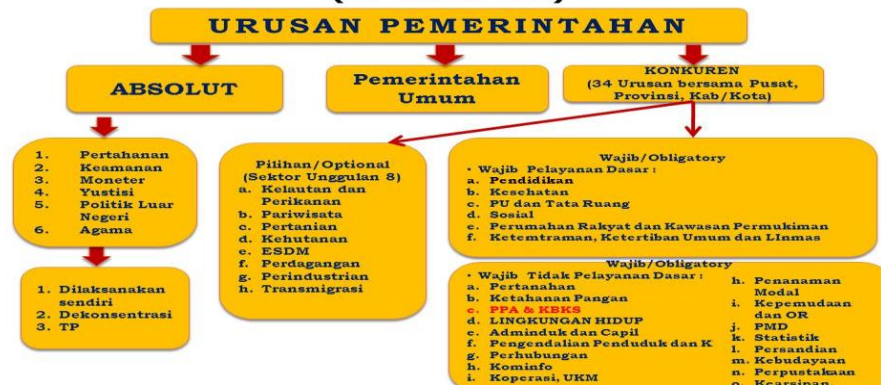 URUSAN PEMERINTAHAN
ABSOLUT
Pemerintahan
Umum
KONKUREN
(34 Urusan bersama Pusat,
Provinsi, Kab/Kota)
1. Pertahanan
2. Keamanan
3. Moneter
4. Yustisi
5. Politik Luar
Negeri
6. Agama
1. Dilaksanakan
sendiri
2. Dekonsentrasi
3. TP
Pilihan/Optional
(Sektor Unggulan 8)
a. Kelautan dan
Perikanan
b. Pariwisata
c. Pertanian
d. Kehutanan
e. ESDM
f. Perdagangan
g. Perindustrian
h. Transmigrasi
Wajib/Obligatory
• Wajib Pelayanan Dasar :
a. Pendidikan
b. Kesehatan
c. PU dan Tata Ruang
d. Sosial
e. Perumahan Rakyat dan Kawasan Permukiman
f. Ketemtraman, Ketertiban Umum dan LInmas
Wajib/Obligatory
• Wajib Tidak Pelayanan Dasar :
a. Pertanahan
b. Ketahanan Pangan
c. PPA & KBKS
d. LINGKUNGAN HIDUP
e. Adminduk dan Capil
f. Pengendalian Penduduk dan K
g. Perhubungan
h. Kominfo
i. Koperasi, UKM
h. Penanaman
Modal
i. Kepemudaan
dan OR
j. PMD
k. Statistik
l. Persandian
m. Kebudayaan
n. Perpustakaan
o. Kearsipan